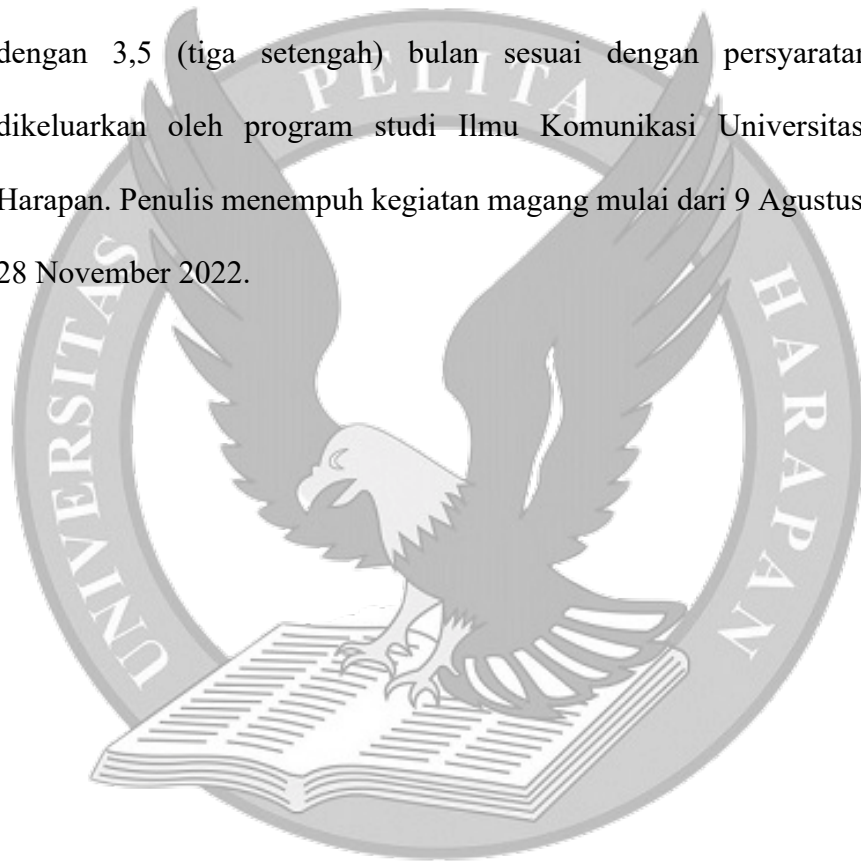 dengan 3,5 (tiga setengah) bulan sesuai dengan persyaratan
dikeluarkan oleh program studi Ilmu Komunikasi Universitas
Harapan. Penulis menempuh kegiatan magang mulai dari 9 Agustus
28 November 2022.
UNIVERSITAS PELITA HARAPAN